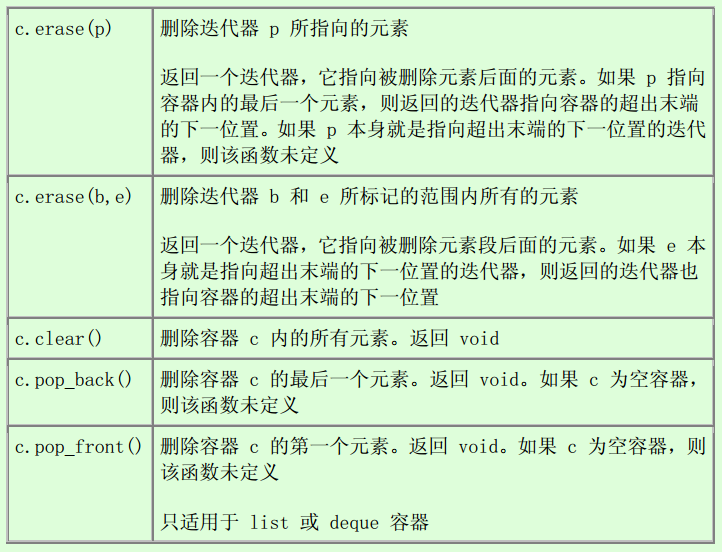 c.erase(p)
删除迭代器 p 所指向的元素
返回一个迭代器，它指向被删除元素后面的元素。如果 p 指向
容器内的最后一个元素，则返回的迭代器指向容器的超出末端
的下一位置。如果 p 本身就是指向超出末端的下一位置的迭代
器，则该函数未定义
c.erase(b,e)
删除迭代器 b 和 e 所标记的范围内所有的元素
返回一个迭代器，它指向被删除元素段后面的元素。如果 e 本
身就是指向超出末端的下一位置的迭代器，则返回的迭代器也
指向容器的超出末端的下一位置
c.clear()
删除容器 c 内的所有元素。返回 void
c.pop_back()
删除容器 c 的最后一个元素。返回 void。如果 c 为空容器，
则该函数未定义
c.pop_front()
删除容器 c 的第一个元素。返回 void。如果 c 为空容器，则
该函数未定义
只适用于 list 或 deque 容器